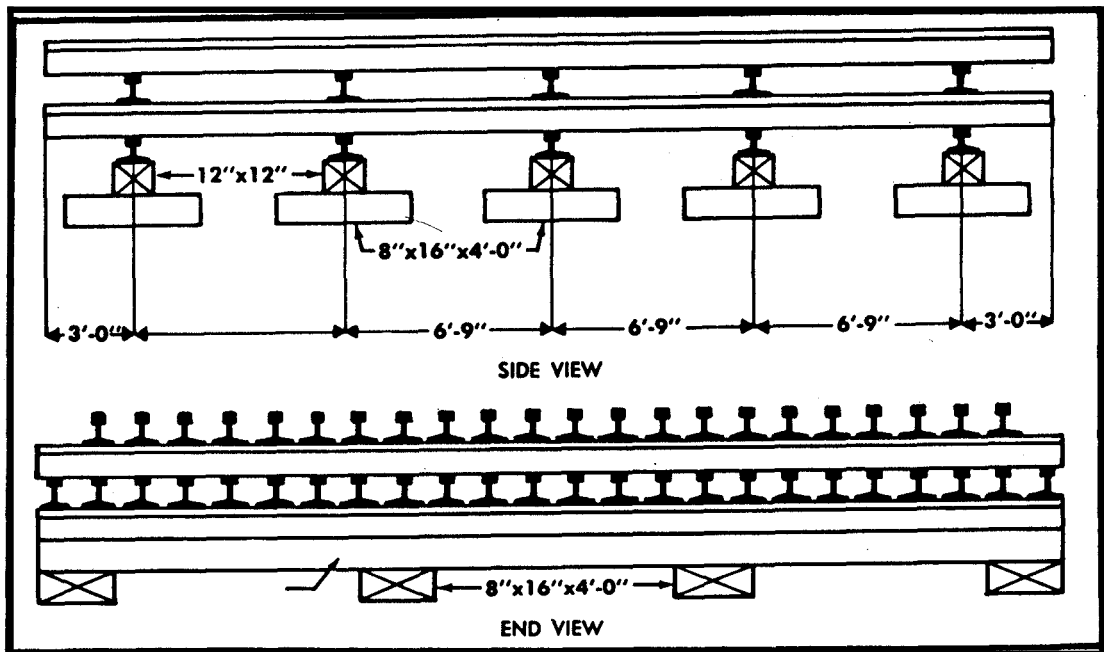 12"x12"
8"x16"x4'-0"
3'-0" 6'-9" 6'-9" 6'-9" 3'-0"
SIDE VIEW
8"x16"x4'-0"
END VIEW